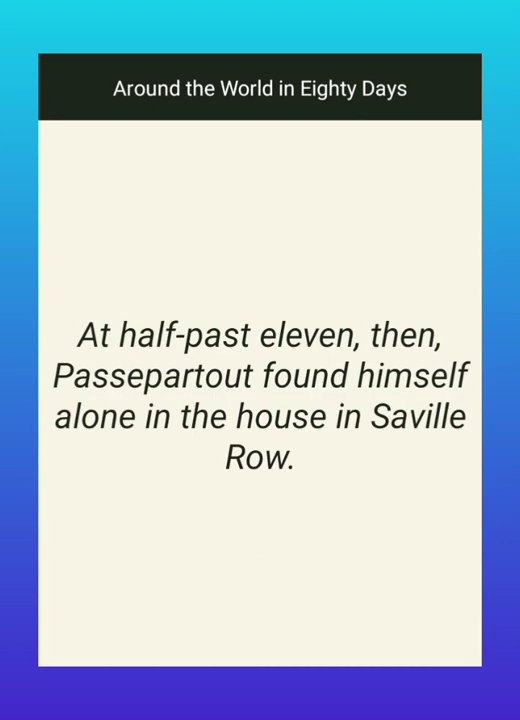 Around the World in Eighty Days
At half-past eleven, then,
Passepartout found himself
alone in the house in Saville
Row.